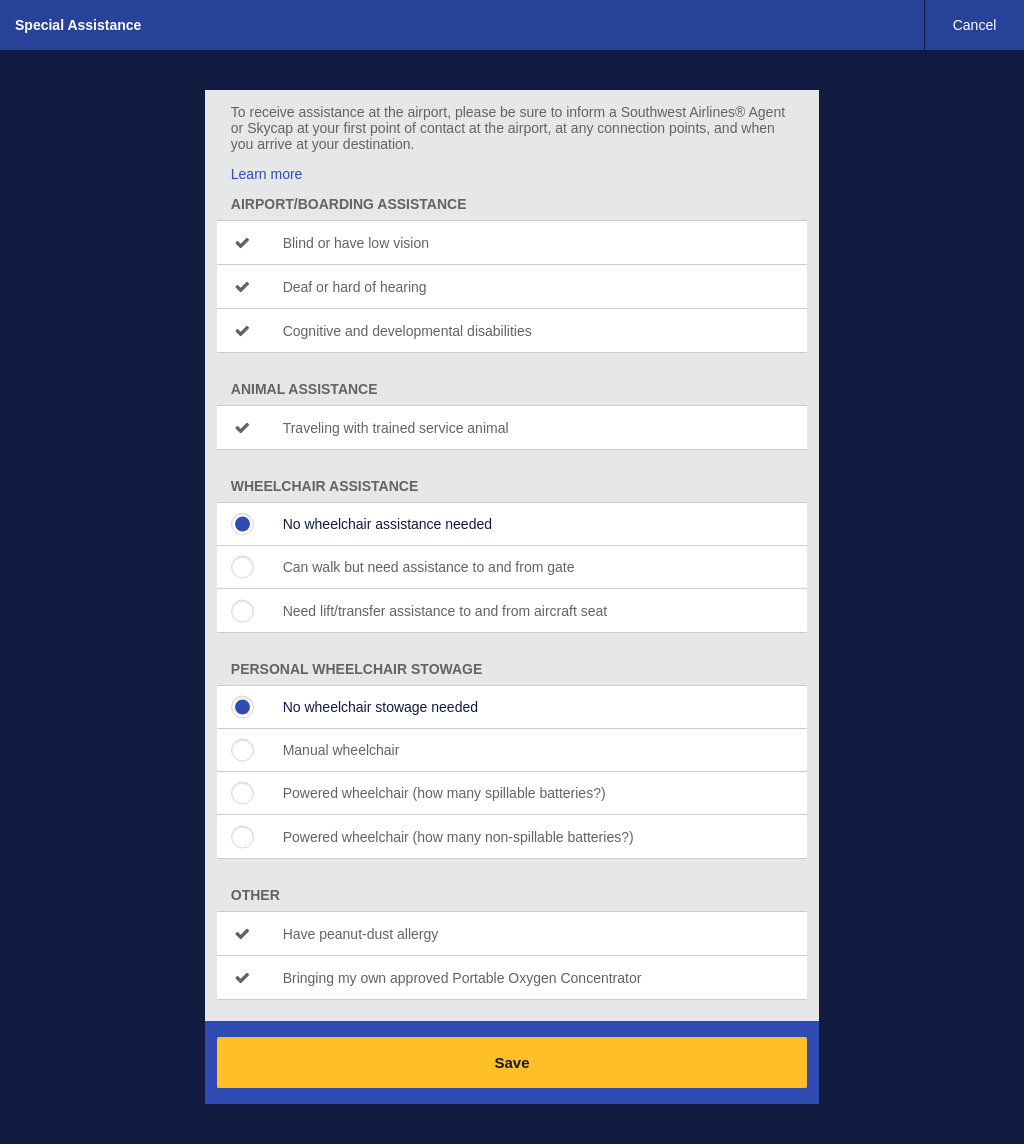 Special Assistance
Cancel
To receive assistance at the airport, please be sure to inform a Southwest Airlines® Agent
or Skycap at your first point of contact at the airport, at any connection points, and when
you arrive at your destination.
Learn more
AIRPORT/BOARDING ASSISTANCE
Blind or have low vision
Deaf or hard of hearing
Cognitive and developmental disabilities
ANIMAL ASSISTANCE
Traveling with trained service animal
WHEELCHAIR ASSISTANCE
No wheelchair assistance needed
Can walk but need assistance to and from gate
Need lift/transfer assistance to and from aircraft seat
PERSONAL WHEELCHAIR STOWAGE
No wheelchair stowage needed
Manual wheelchair
Powered wheelchair (how many spillable batteries?)
Powered wheelchair (how many non-spillable batteries?)
OTHER
Have peanut-dust allergy
Bringing my own approved Portable Oxygen Concentrator
Save